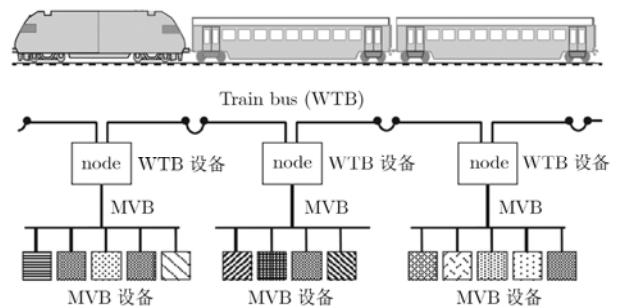 Train bus (WTB)
node WTB 设备 node WTB 设备 node WTB 设备
MVB MVB MVB
MVB 设备 MVB 设备 MVB 设备